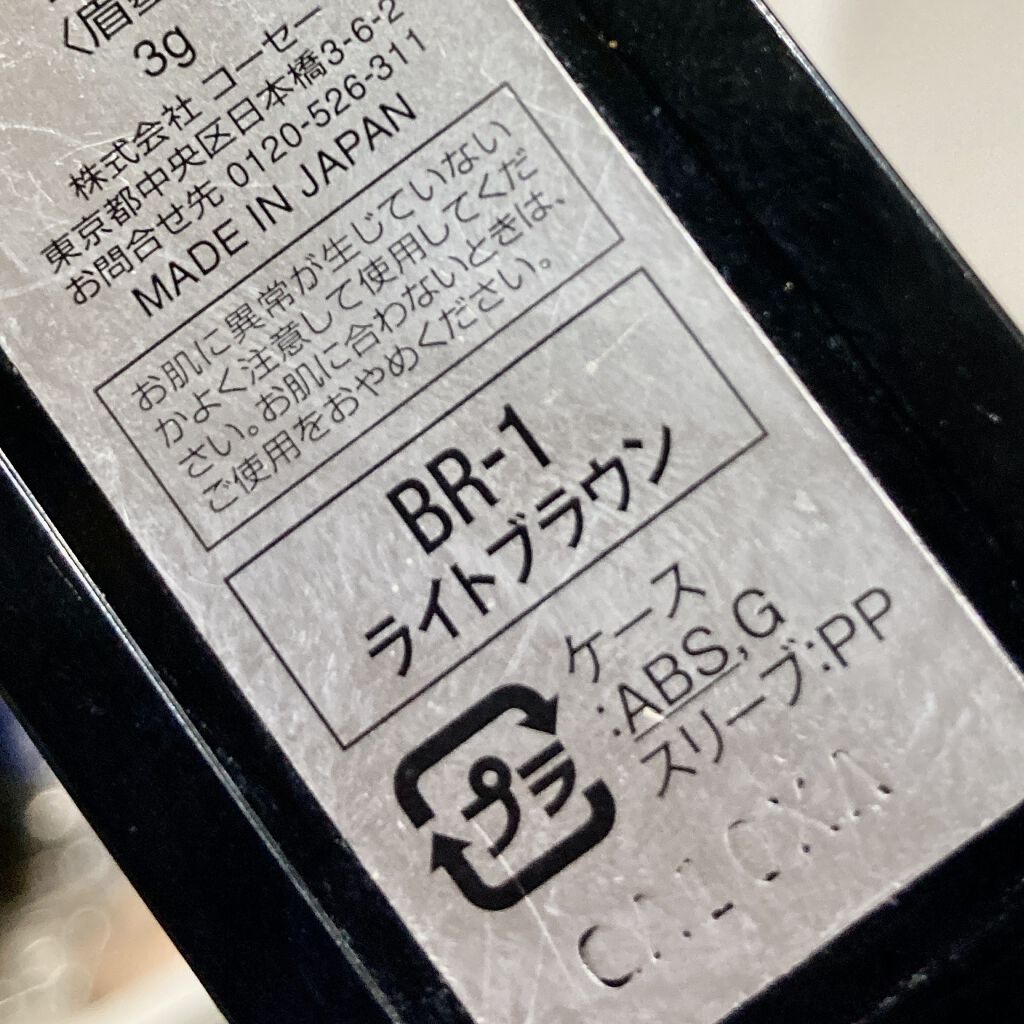 〈眉
3g
株式会社 コーセー
東京都中央区日本橋3-6-2
お問合せ先 0120-526-311
MADE IN JAPAN
お肌に異常が生じていない
かよく注意して使用してくだ
さい。お肌に合わないときは、
ご使用をおやめください。
BR-1
ライトブラウン
プラ
ケース
:ABS,G
スリーブ:PP